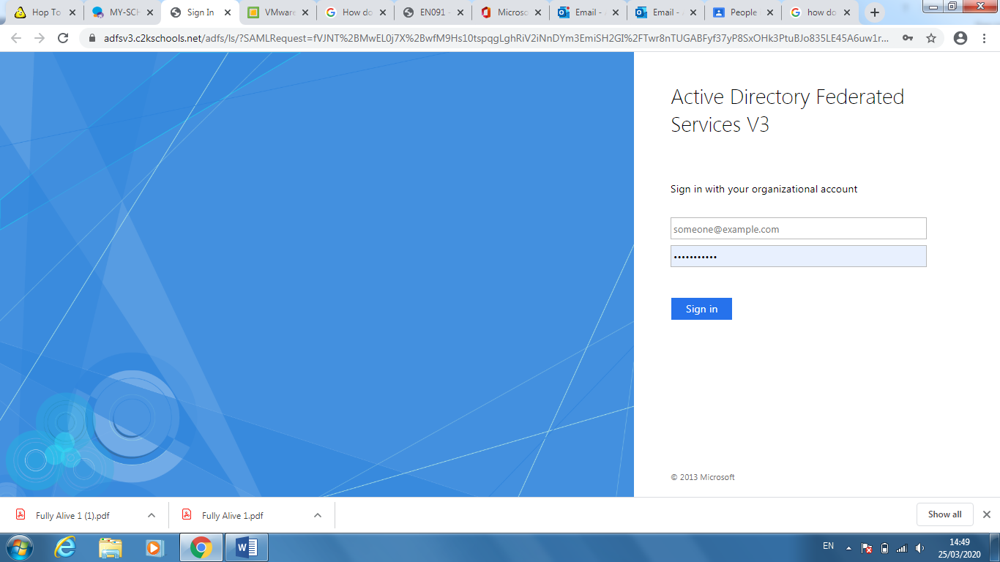 Hop To
MY-SCH
Sign In
VMware
How do
EN091 -
Microso
Email -
Email -
People
how do
adfsv3.c2kschools.net/adfs/ls/?SAMLRequest=fVJNT%2BMwEL0j7X%2BwfM9Hs10tspqgLghRiV2iNnDYm3EmiSH2GI%2FTwr8nTUGABFyf37yP8SxOHk3PtuBJo835LE45A6uw1r...
Active Directory Federated
Services V3
Sign in with your organizational account
someone@example.com
•••••••••••
Sign in
© 2013 Microsoft
Fully Alive 1 (1).pdf
Fully Alive 1.pdf
Show all
EN
14:49
25/03/2020